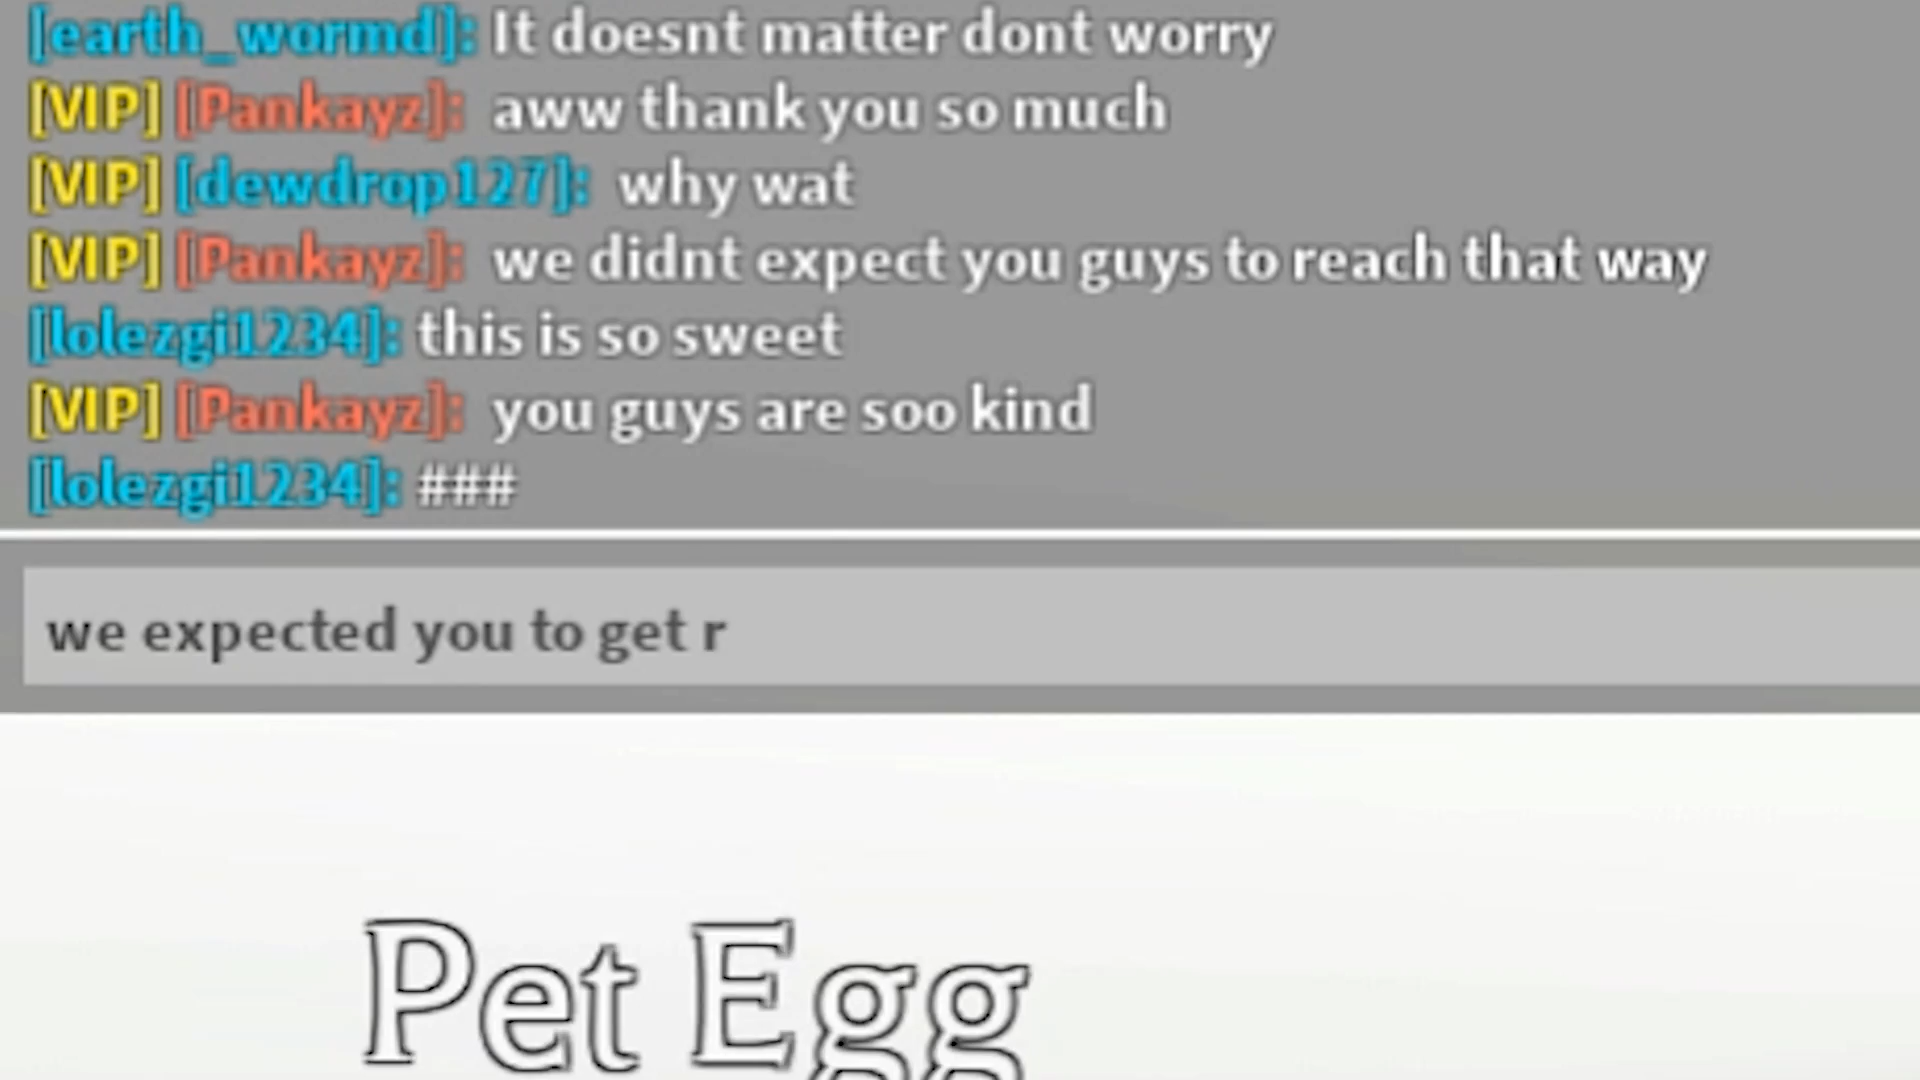 [earth_wormd]: It doesnt matter dont worry
[VIP] [Pankayz]: aww thank you so much
[VIP] [dewdrop127]: why wat
[VIP] [Pankayz]: we didnt expect you guys to reach that way
[lolezgi1234]: this is so sweet
[VIP] [Pankayz]: you guys are soo kind
[lolezgi1234]: ###
we expected you to get r
Pet Egg